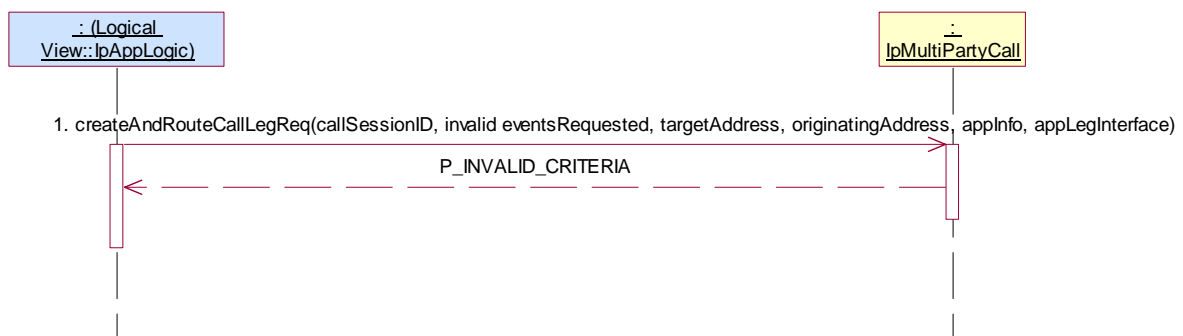 : (Logical
View::IpAppLogic)
:
IpMultiPartyCall
1. createAndRouteCallLegReq(callSessionID, invalid eventsRequested, targetAddress, originatingAddress, appInfo, appLegInterface)
P_INVALID_CRITERIA